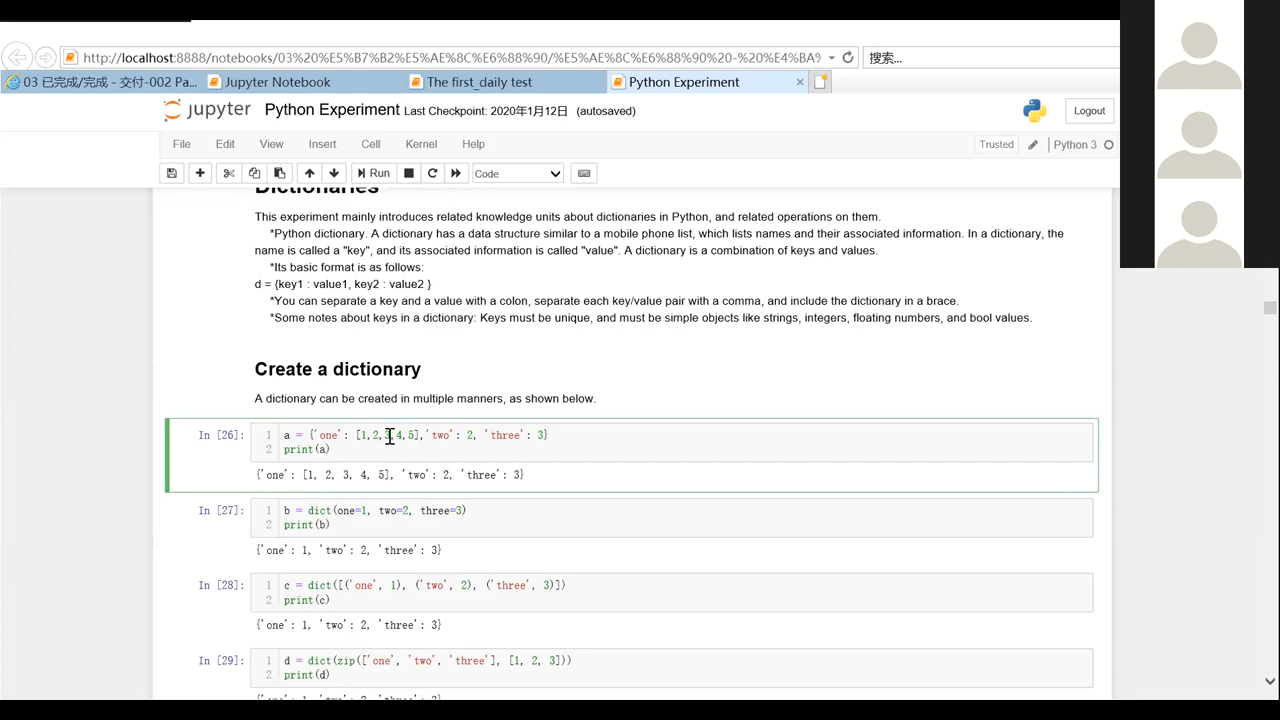 http://localhost:8888/notebooks/03%20%E5%B7%B2%E5%AE%8C%E6%88%90/%E5%AE%8C%E6%88%90%20-%20%E4%BA%9
搜索...
03 已完成/完成 - 交付-002 Pa...
Jupyter Notebook
The first_daily test
Python Experiment
jupyter Python Experiment Last Checkpoint: 2020年1月12日 (autosaved)
Logout
File Edit View Insert Cell Kernel Help
Trusted
Python 3
Run
Code
Dictionaries
This experiment mainly introduces related knowledge units about dictionaries in Python, and related operations on them.
*Python dictionary. A dictionary has a data structure similar to a mobile phone list, which lists names and their associated information. In a dictionary, the
name is called a "key", and its associated information is called "value". A dictionary is a combination of keys and values.
*Its basic format is as follows:
d = {key1 : value1, key2 : value2 }
*You can separate a key and a value with a colon, separate each key/value pair with a comma, and include the dictionary in a brace.
*Some notes about keys in a dictionary: Keys must be unique, and must be simple objects like strings, integers, floating numbers, and bool values.
Create a dictionary
A dictionary can be created in multiple manners, as shown below.
In [26]: 1 a = {'one': [1,2,3,4,5],'two': 2, 'three': 3}
2 print(a)
{'one': [1, 2, 3, 4, 5], 'two': 2, 'three': 3}
In [27]: 1 b = dict(one=1, two=2, three=3)
2 print(b)
{'one': 1, 'two': 2, 'three': 3}
In [28]: 1 c = dict([('one', 1), ('two', 2), ('three', 3)])
2 print(c)
{'one': 1, 'two': 2, 'three': 3}
In [29]: 1 d = dict(zip(['one', 'two', 'three'], [1, 2, 3]))
2 print(d)